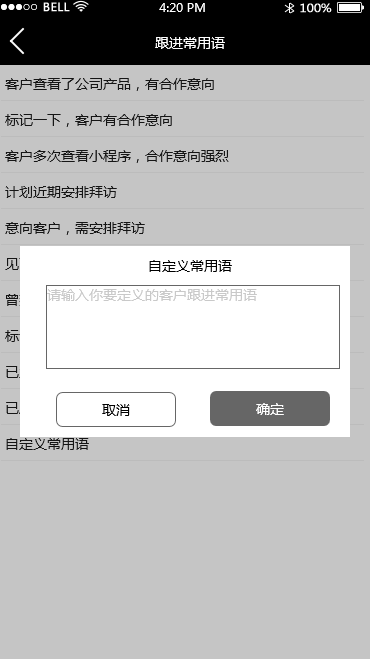 BELL 4:20 PM 100%
跟进常用语
客户查看了公司产品，有合作意向
标记一下，客户有合作意向
客户多次查看小程序，合作意向强烈
计划近期安排拜访
意向客户，需安排拜访
见
自定义常用语
曾
请输入你要定义的客户跟进常用语
标
已
已
取消
确定
自定义常用语